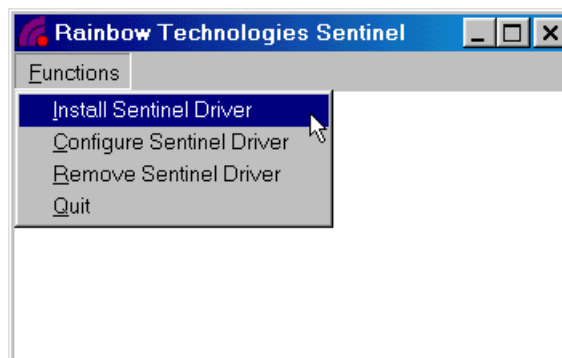 Rainbow Technologies Sentinel
Functions
Install Sentinel Driver
Configure Sentinel Driver
Remove Sentinel Driver
Quit